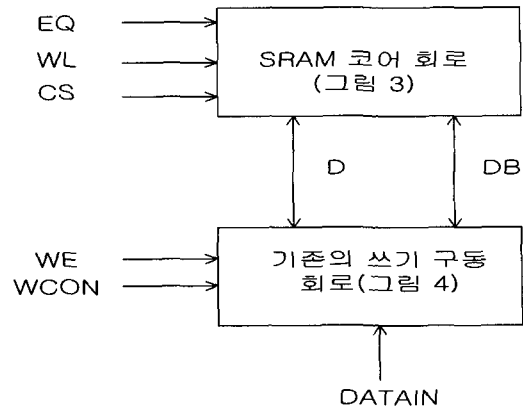 EQ
WL
CS
SRAM 코어 회로
(그림 3)
D
DB
WE
WCON
기존의 쓰기 구동
회로(그림 4)
DATAIN